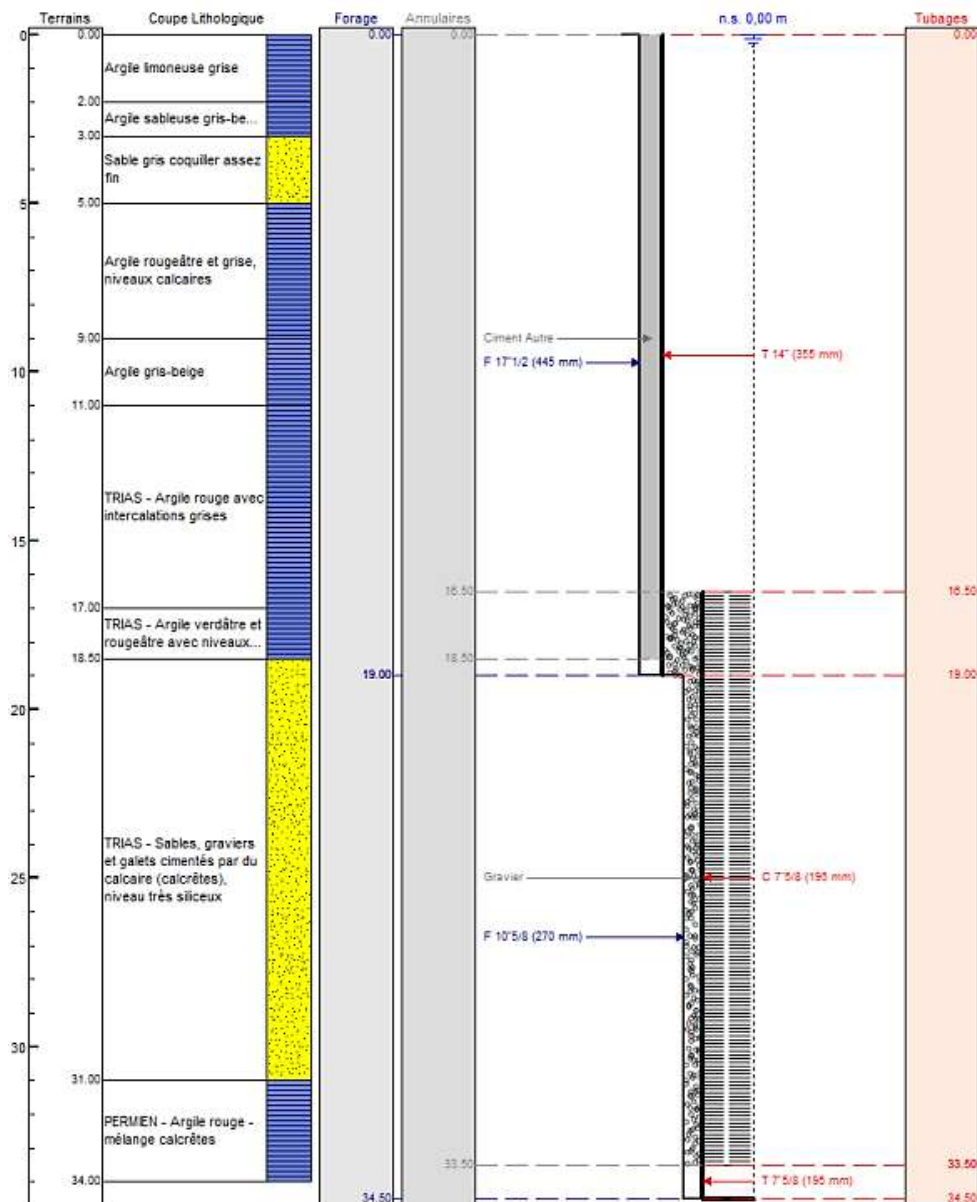 Terrains Coupe Lithologique Forage Annulaires n.s. 0,00 m Tubages
0 0.00 0.00 0.00 0.00
Argile limoneuse grise
2.00
Argile sableuse gris-be...
3.00
Sable gris coquiller assez
fin
5 5.00
Argile rougeâtre et grise,
niveaux calcaires
9.00
Ciment Autre
T 14" (355 mm)
F 17"1/2 (445 mm)
10
Argile gris-beige
11.00
TRIAS - Argile rouge avec
intercalations grises
15
16.50 16.50
17.00
TRIAS - Argile verdâtre et
rougeâtre avec niveaux...
18.50 18.50
19.00 19.00
20
TRIAS - Sables, graviers
et galets cimentés par du
calcaire (calcrêtes),
niveau très siliceux
25
Gravier C 7"5/8 (195 mm)
F 10"5/8 (270 mm)
30
31.00
PERMIEN - Argile rouge -
mélange calcrêtes
33.50 33.50
34.00
T 7"5/8 (195 mm)
34.50 34.50